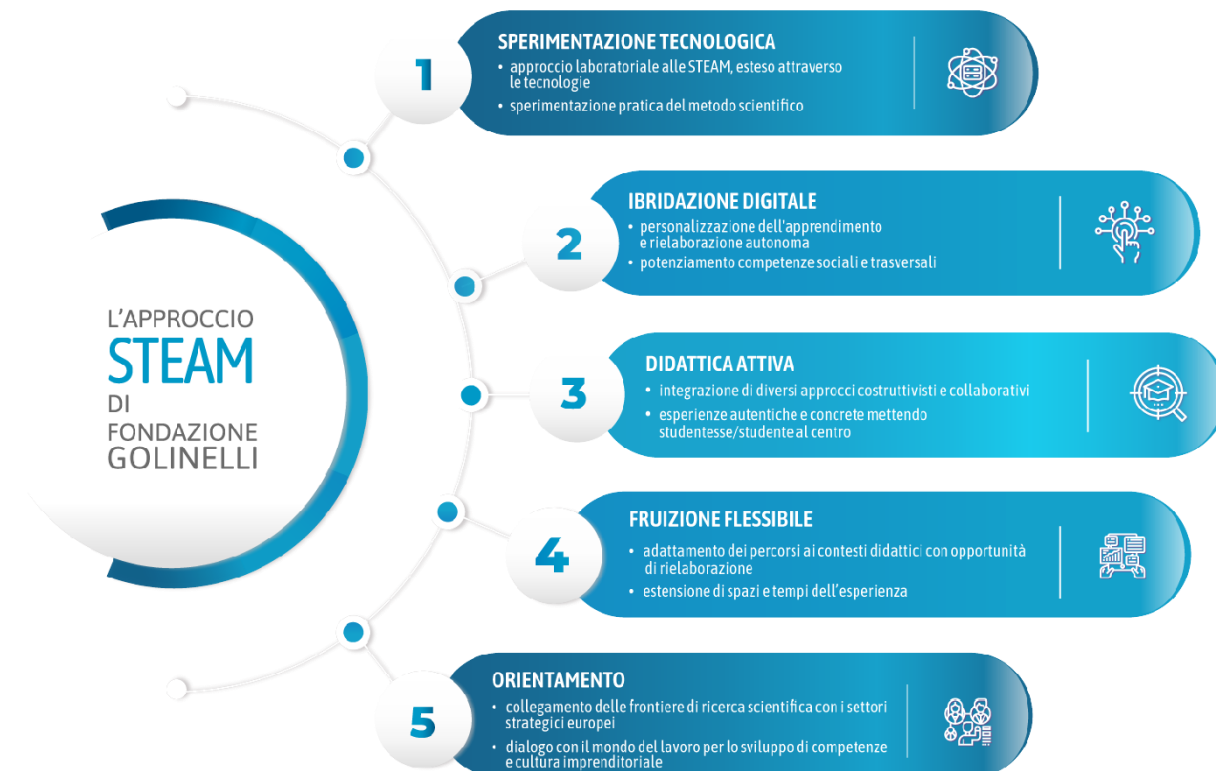 L'APPROCCIO
STEAM
DI
FONDAZIONE
GOLINELLI
1
SPERIMENTAZIONE TECNOLOGICA
• approccio laboratoriale alle STEAM, esteso attraverso
le tecnologie
• sperimentazione pratica del metodo scientifico
2
IBRIDAZIONE DIGITALE
• personalizzazione dell'apprendimento
e rielaborazione autonoma
• potenziamento competenze sociali e trasversali
3
DIDATTICA ATTIVA
• integrazione di diversi approcci costruttivisti e collaborativi
• esperienze autentiche e concrete mettendo
studentesse/studente al centro
4
FRUIZIONE FLESSIBILE
• adattamento dei percorsi ai contesti didattici con opportunità
di rielaborazione
• estensione di spazi e tempi dell'esperienza
5
ORIENTAMENTO
• collegamento delle frontiere di ricerca scientifica con i settori
strategici europei
• dialogo con il mondo del lavoro per lo sviluppo di competenze
e cultura imprenditoriale